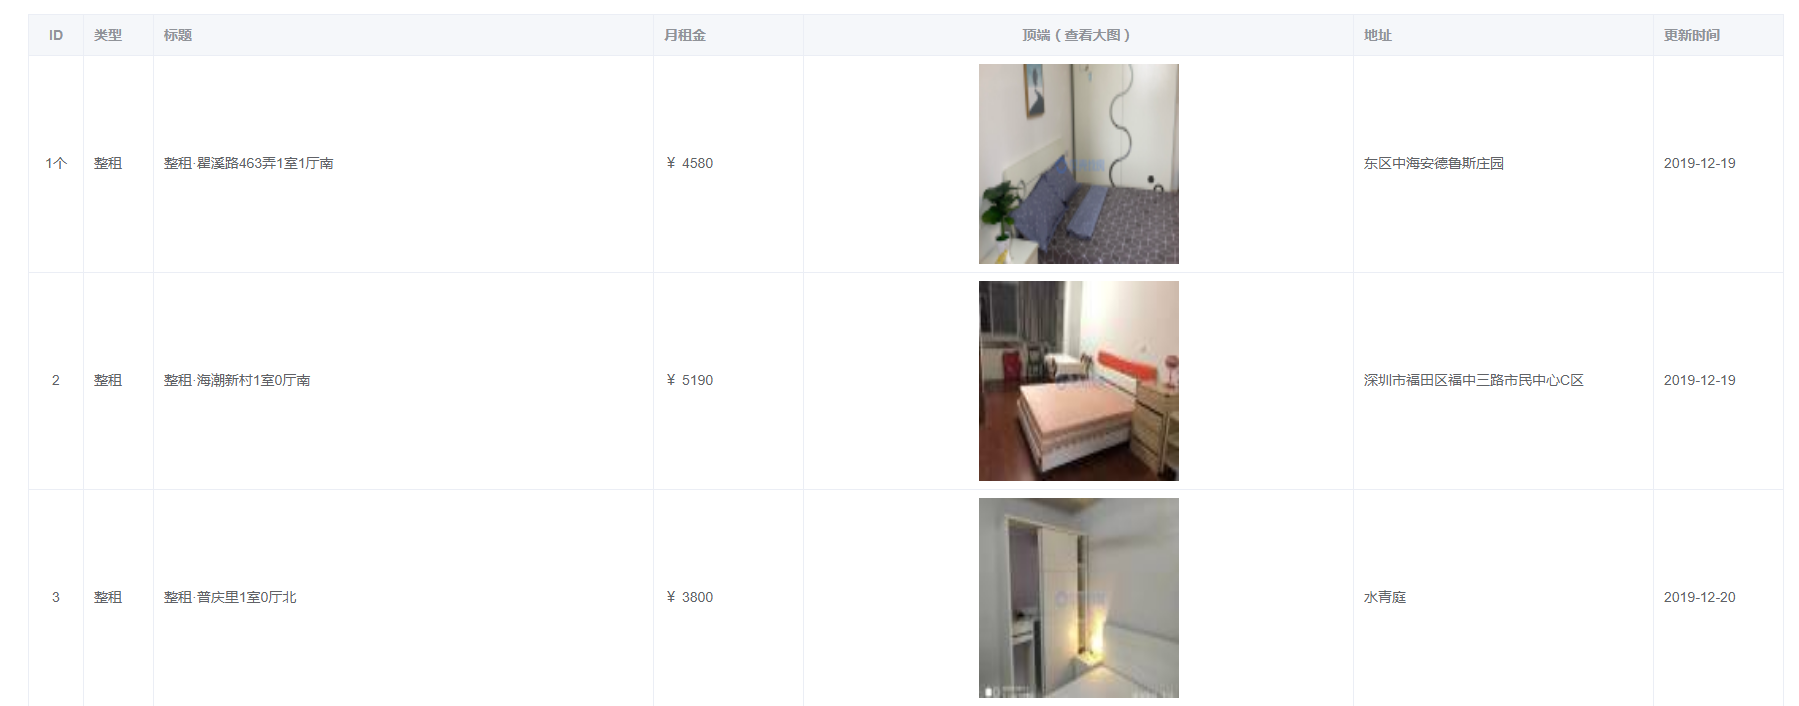 ID 类型 标题 月租金 顶端（查看大图） 地址 更新时间
1个 整租 整租·瞿溪路463弄1室1厅南 ¥ 4580 东区中海安德鲁斯庄园 2019-12-19
2 整租 整租·海潮新村1室0厅南 ¥ 5190 深圳市福田区福中三路市民中心C区 2019-12-19
3 整租 整租·普庆里1室0厅北 ¥ 3800 水青庭 2019-12-20